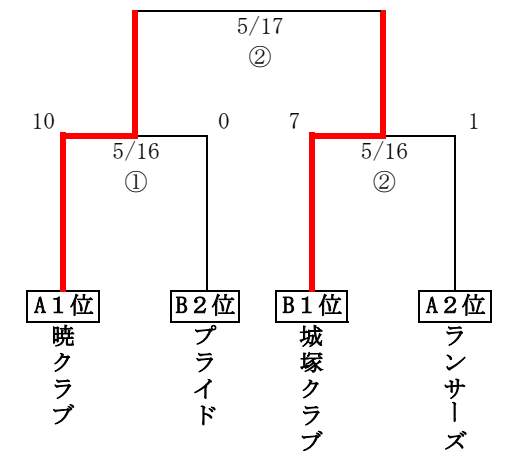 5/17
②
10
0
7
1
5/16
①
5/16
②
A1位
B2位
B1位
A2位
暁クラブ
プライド
城塚クラブ
ランサーズ